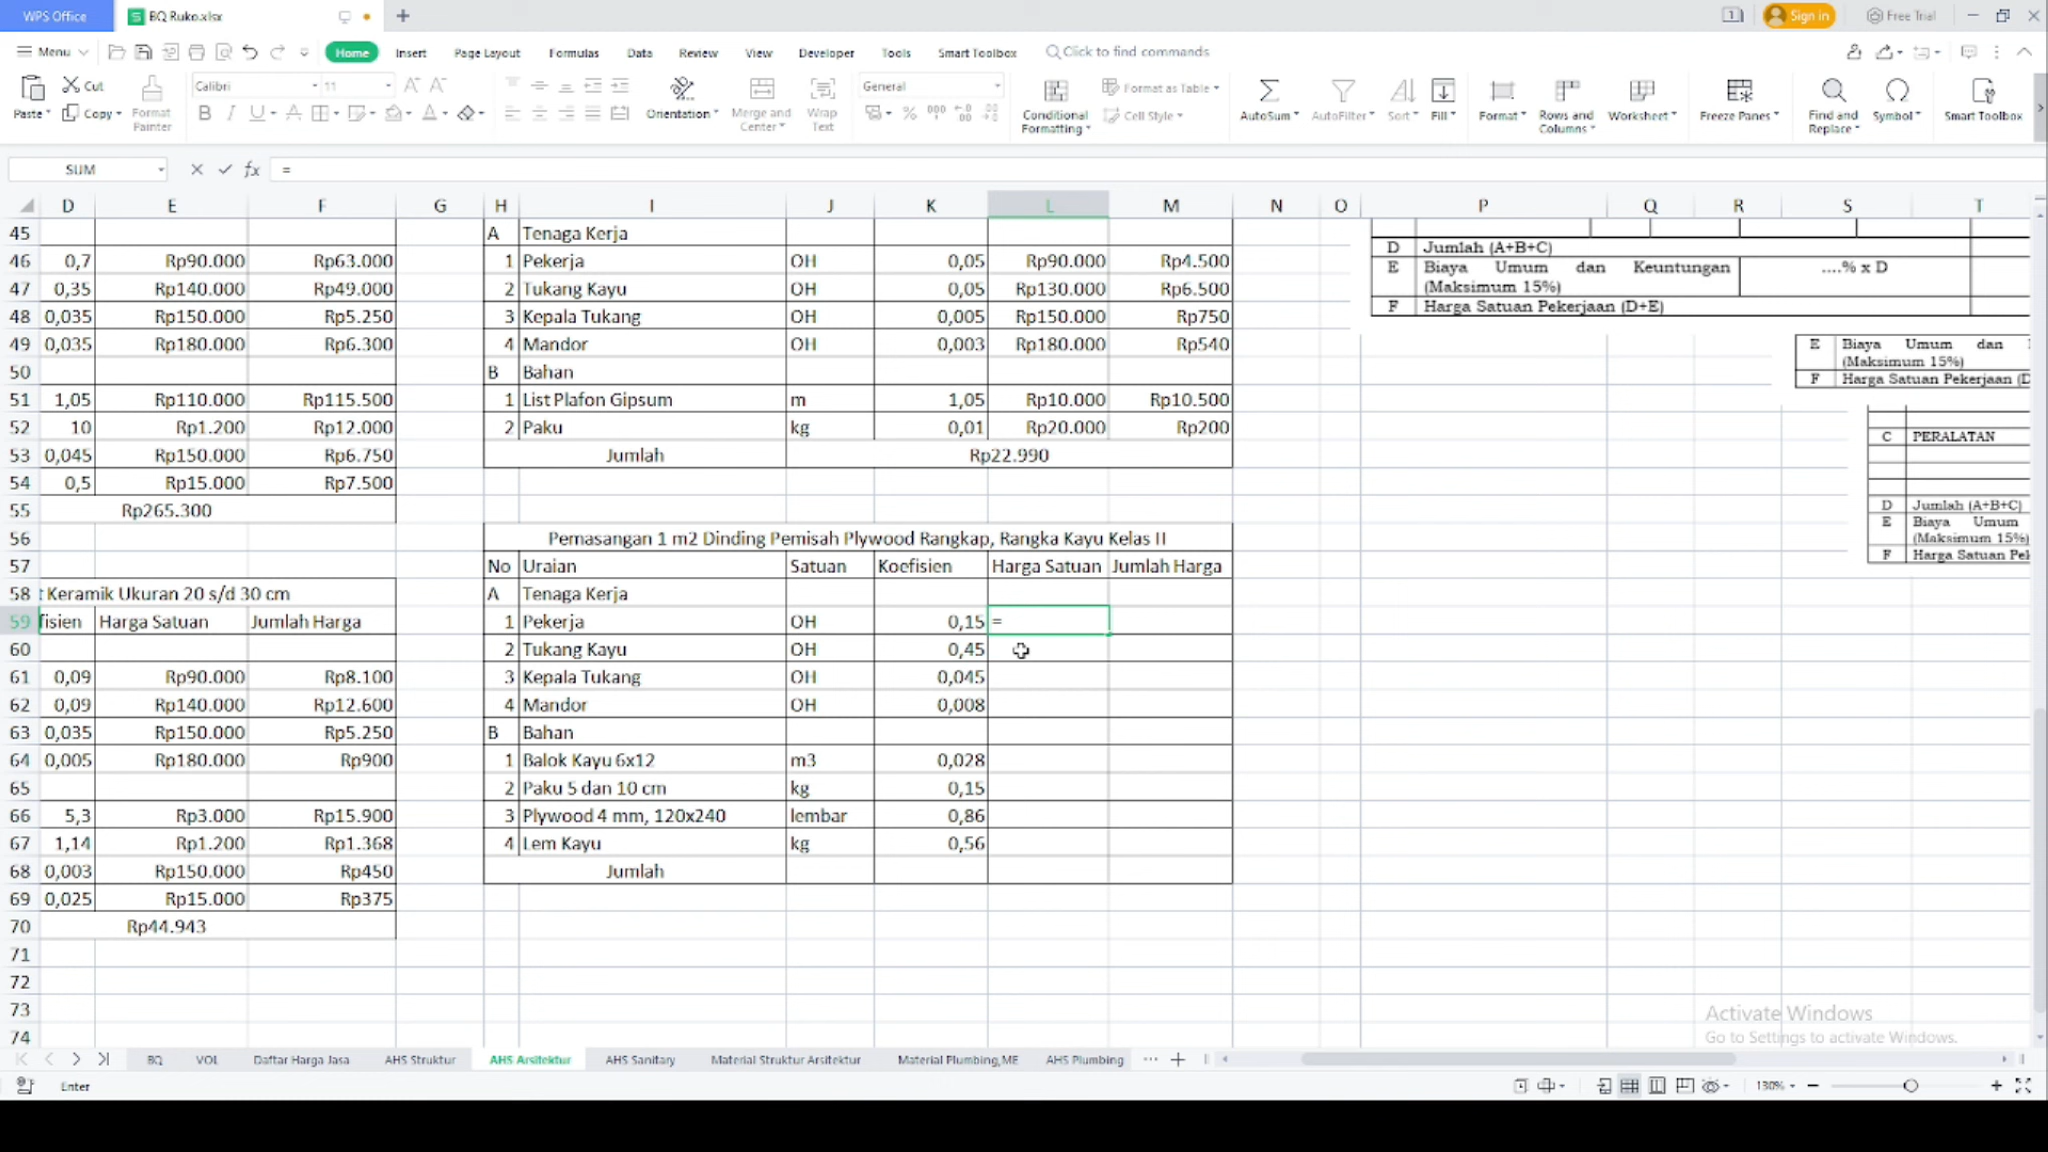 WPS Office BQ Ruko.xlsx + 1 Sign in Free Trial
Menu Home Insert Page Layout Formulas Data Review View Developer Tools Smart Toolbox Click to find commands
Paste Cut Copy Format Painter Calibri 11 Orientation Merge and Center Wrap Text General Conditional Formatting Format as Table Cell Style AutoSum AutoFilter Sort Fill Format Rows and Columns Worksheet Freeze Panes Find and Replace Symbol Smart Toolbox
SUM fx =
D E F G H I J K L M N O P Q R S T
45 A Tenaga Kerja
46 0,7 Rp90.000 Rp63.000 1 Pekerja OH 0,05 Rp90.000 Rp4.500
47 0,35 Rp140.000 Rp49.000 2 Tukang Kayu OH 0,05 Rp130.000 Rp6.500
48 0,035 Rp150.000 Rp5.250 3 Kepala Tukang OH 0,005 Rp150.000 Rp750
49 0,035 Rp180.000 Rp6.300 4 Mandor OH 0,003 Rp180.000 Rp540
50 B Bahan
51 1,05 Rp110.000 Rp115.500 1 List Plafon Gipsum m 1,05 Rp10.000 Rp10.500
52 10 Rp1.200 Rp12.000 2 Paku kg 0,01 Rp20.000 Rp200
53 0,045 Rp150.000 Rp6.750 Jumlah Rp22.990
54 0,5 Rp15.000 Rp7.500
55 Rp265.300
56 Pemasangan 1 m2 Dinding Pemisah Plywood Rangkap, Rangka Kayu Kelas II
57 No Uraian Satuan Koefisien Harga Satuan Jumlah Harga
58 Keramik Ukuran 20 s/d 30 cm A Tenaga Kerja
59 fisien Harga Satuan Jumlah Harga 1 Pekerja OH 0,15 =
60 2 Tukang Kayu OH 0,45
61 0,09 Rp90.000 Rp8.100 3 Kepala Tukang OH 0,045
62 0,09 Rp140.000 Rp12.600 4 Mandor OH 0,008
63 0,035 Rp150.000 Rp5.250 B Bahan
64 0,005 Rp180.000 Rp900 1 Balok Kayu 6x12 m3 0,028
65 2 Paku 5 dan 10 cm kg 0,15
66 5,3 Rp3.000 Rp15.900 3 Plywood 4 mm, 120x240 lembar 0,86
67 1,14 Rp1.200 Rp1.368 4 Lem Kayu kg 0,56
68 0,003 Rp150.000 Rp450 Jumlah
69 0,025 Rp15.000 Rp375
70 Rp44.943
71
72
73
74
D Jumlah (A+B+C)
E Biaya Umum dan Keuntungan ....% x D
(Maksimum 15%)
F Harga Satuan Pekerjaan (D+E)
E Biaya Umum dan
(Maksimum 15%)
F Harga Satuan Pekerjaan (D
C PERALATAN
D Jumlah (A+B+C)
E Biaya Umum
(Maksimum 15%)
F Harga Satuan Pek
Activate Windows
Go to Settings to activate Windows.
BQ VOL Daftar Harga Jasa AHS Struktur AHS Arsitektur AHS Sanitary Material Struktur Arsitektur Material Plumbing,ME AHS Plumbing ... +
Enter 130% - +